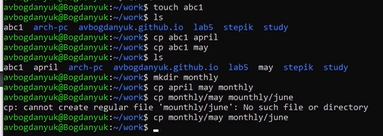 avbogdanyuk@Bogdanyuk:~/work$ touch abc1
avbogdanyuk@Bogdanyuk:~/work$ ls
abc1 arch-pc avbogdanyuk.github.io lab5 stepik study
avbogdanyuk@Bogdanyuk:~/work$ cp abc1 april
avbogdanyuk@Bogdanyuk:~/work$ cp abc1 may
avbogdanyuk@Bogdanyuk:~/work$ ls
abc1 april arch-pc avbogdanyuk.github.io lab5 may stepik study
avbogdanyuk@Bogdanyuk:~/work$ mkdir monthly
avbogdanyuk@Bogdanyuk:~/work$ cp april may monthly
avbogdanyuk@Bogdanyuk:~/work$ cp monthly/may mounthly/june
cp: cannot create regular file 'mounthly/june': No such file or directory
avbogdanyuk@Bogdanyuk:~/work$ cp monthly/may monthly/june
avbogdanyuk@Bogdanyuk:~/work$